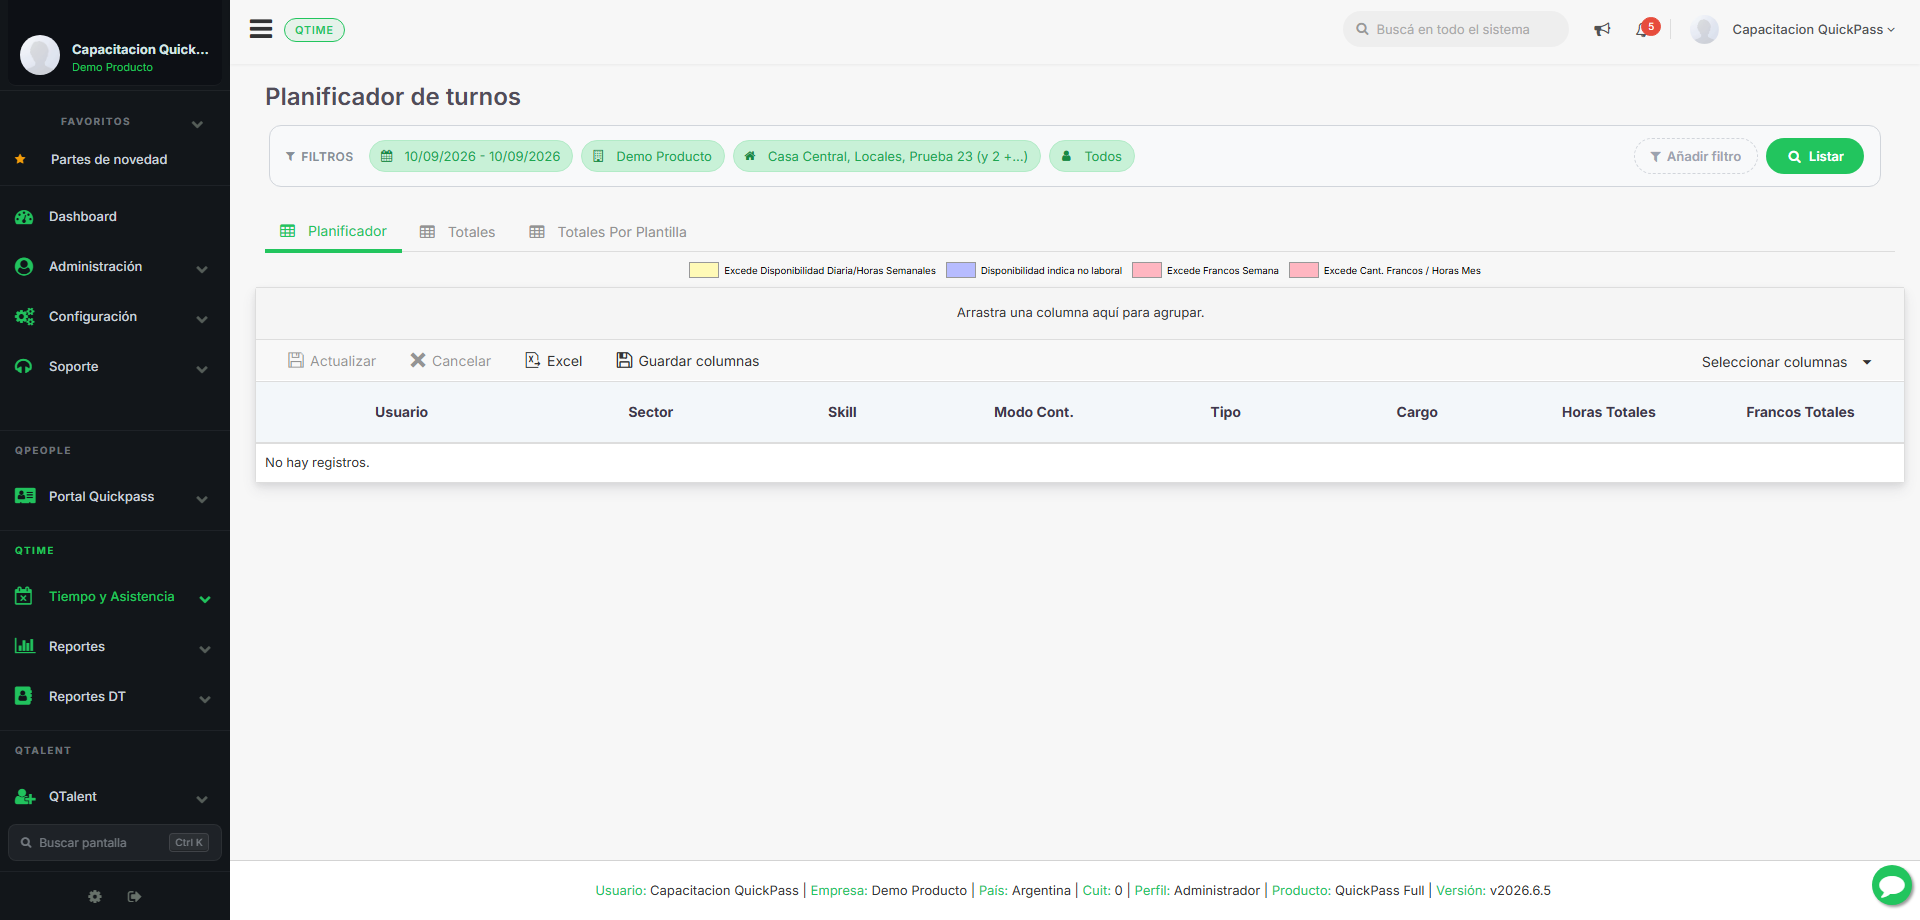 Capacitacion Quick...
Demo Producto
FAVORITOS
Partes de novedad
Dashboard
Administración
Configuración
Soporte
QPEOPLE
Portal Quickpass
QTIME
Tiempo y Asistencia
Reportes
Reportes DT
QTALENT
QTalent
Buscar pantalla
Ctrl K
QTIME
Buscá en todo el sistema
5
Capacitacion QuickPass
Planificador de turnos
FILTROS
10/09/2026 - 10/09/2026
Demo Producto
Casa Central, Locales, Prueba 23 (y 2 +...)
Todos
Añadir filtro
Listar
Planificador
Totales
Totales Por Plantilla
Excede Disponibilidad Diaria/Horas Semanales
Disponibilidad indica no laboral
Excede Francos Semana
Excede Cant. Francos / Horas Mes
Arrastra una columna aquí para agrupar.
Actualizar
Cancelar
Excel
Guardar columnas
Seleccionar columnas
Usuario
Sector
Skill
Modo Cont.
Tipo
Cargo
Horas Totales
Francos Totales
No hay registros.
Usuario: Capacitacion QuickPass | Empresa: Demo Producto | País: Argentina | Cuit: 0 | Perfil: Administrador | Producto: QuickPass Full | Versión: v2026.6.5